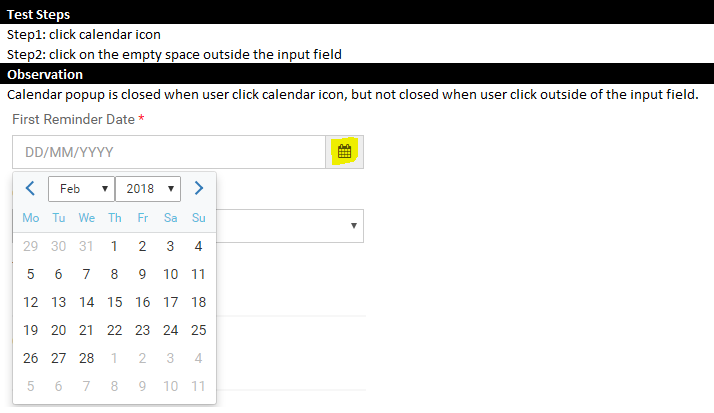 Test Steps
Step1: click calendar icon
Step2: click on the empty space outside the input field
Observation
Calendar popup is closed when user click calendar icon, but not closed when user click outside of the input field.
First Reminder Date *
DD/MM/YYYY
Feb 2018
Mo Tu We Th Fr Sa Su
29 30 31 1 2 3 4
5 6 7 8 9 10 11
12 13 14 15 16 17 18
19 20 21 22 23 24 25
26 27 28 1 2 3 4
5 6 7 8 9 10 11